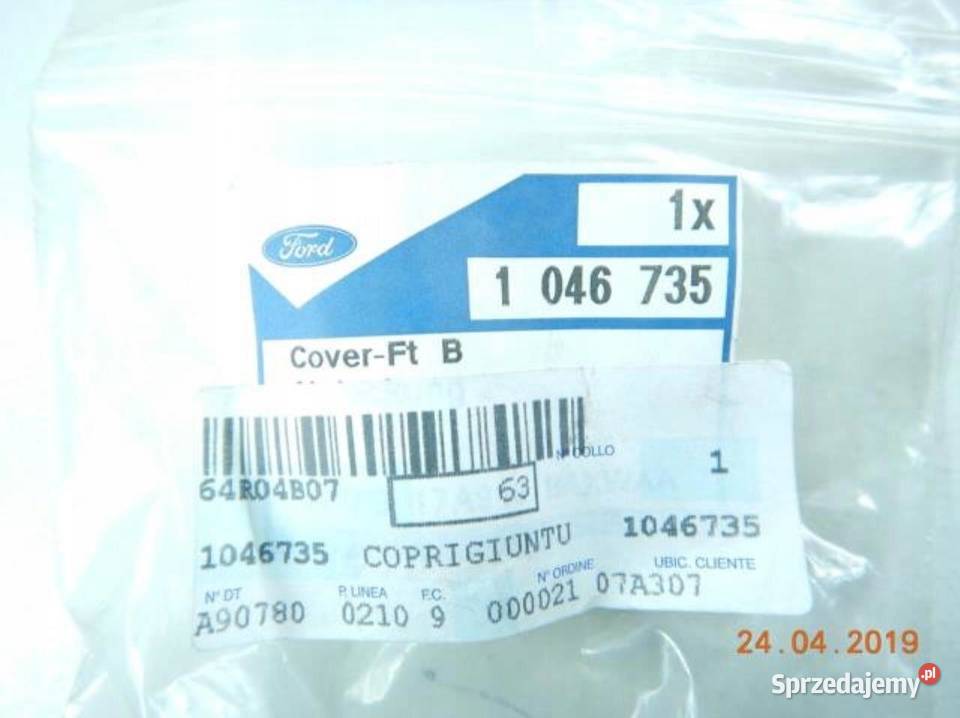 Ford
1x
1 046 735
Cover-Ft B
N° COLLO
1
64R04B07
63
1046735 COPRIGIUNTU 1046735
N° DT P. LINEA F.C. N° ORDINE UBIC. CLIENTE
A90780 0210 9 000021 07A307
24.04.2019
Sprzedajemy.pl